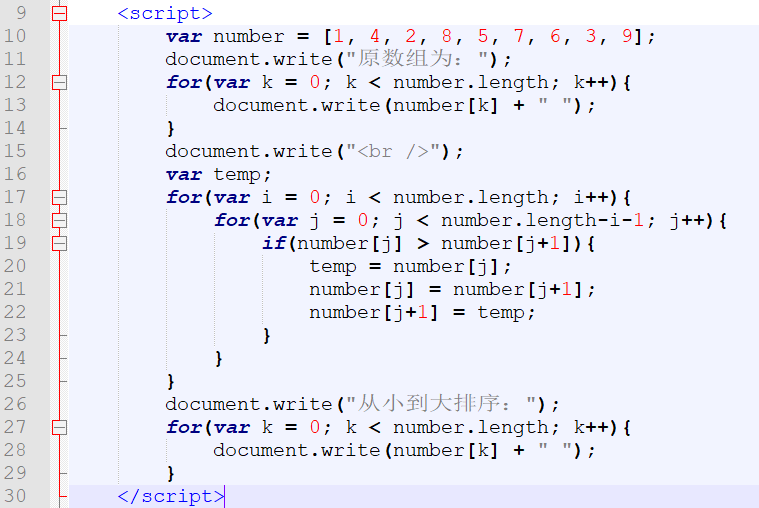 9 <script>
10 var number = [1, 4, 2, 8, 5, 7, 6, 3, 9];
11 document.write("原数组为：");
12 for(var k = 0; k < number.length; k++){
13 document.write(number[k] + " ");
14 }
15 document.write("<br />");
16 var temp;
17 for(var i = 0; i < number.length; i++){
18 for(var j = 0; j < number.length-i-1; j++){
19 if(number[j] > number[j+1]){
20 temp = number[j];
21 number[j] = number[j+1];
22 number[j+1] = temp;
23 }
24 }
25 }
26 document.write("从小到大排序：");
27 for(var k = 0; k < number.length; k++){
28 document.write(number[k] + " ");
29 }
30 </script>